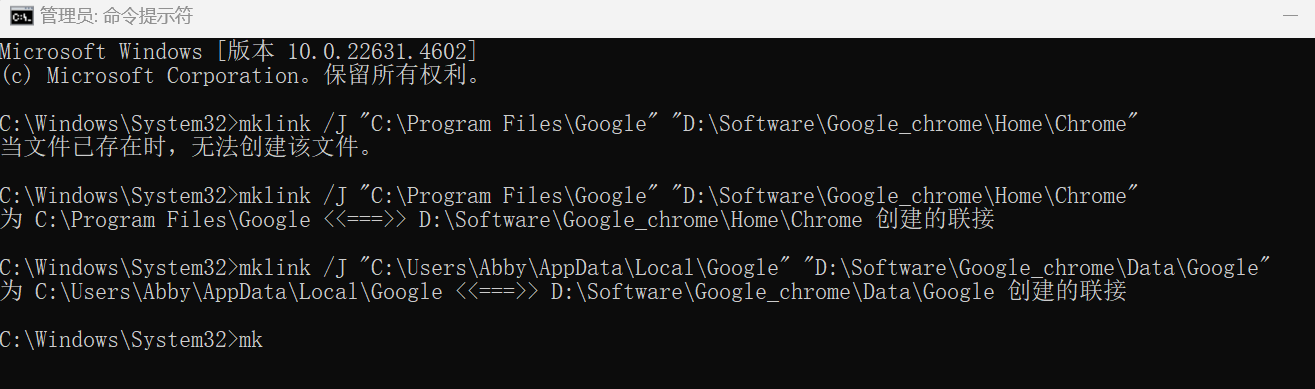 管理员: 命令提示符
Microsoft Windows [版本 10.0.22631.4602]
(c) Microsoft Corporation。保留所有权利。
C:\Windows\System32>mklink /J "C:\Program Files\Google" "D:\Software\Google_chrome\Home\Chrome"
当文件已存在时，无法创建该文件。
C:\Windows\System32>mklink /J "C:\Program Files\Google" "D:\Software\Google_chrome\Home\Chrome"
为 C:\Program Files\Google <<===>> D:\Software\Google_chrome\Home\Chrome 创建的联接
C:\Windows\System32>mklink /J "C:\Users\Abby\AppData\Local\Google" "D:\Software\Google_chrome\Data\Google"
为 C:\Users\Abby\AppData\Local\Google <<===>> D:\Software\Google_chrome\Data\Google 创建的联接
C:\Windows\System32>mk